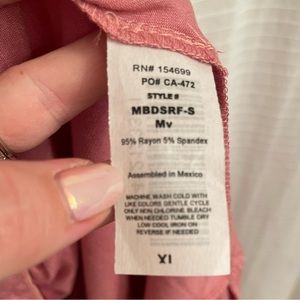 RN# 154699
PO# CA-472
STYLE #
MBDSRF-S
Mv
95% Rayon 5% Spandex
Assembled in Mexico
MACHINE WASH COLD WITH
LIKE COLORS GENTLE CYCLE
ONLY NON CHLORINE BLEACH
WHEN NEEDED TUMBLE DRY
LOW COOL IRON ON
REVERSE IF NEEDED
XL